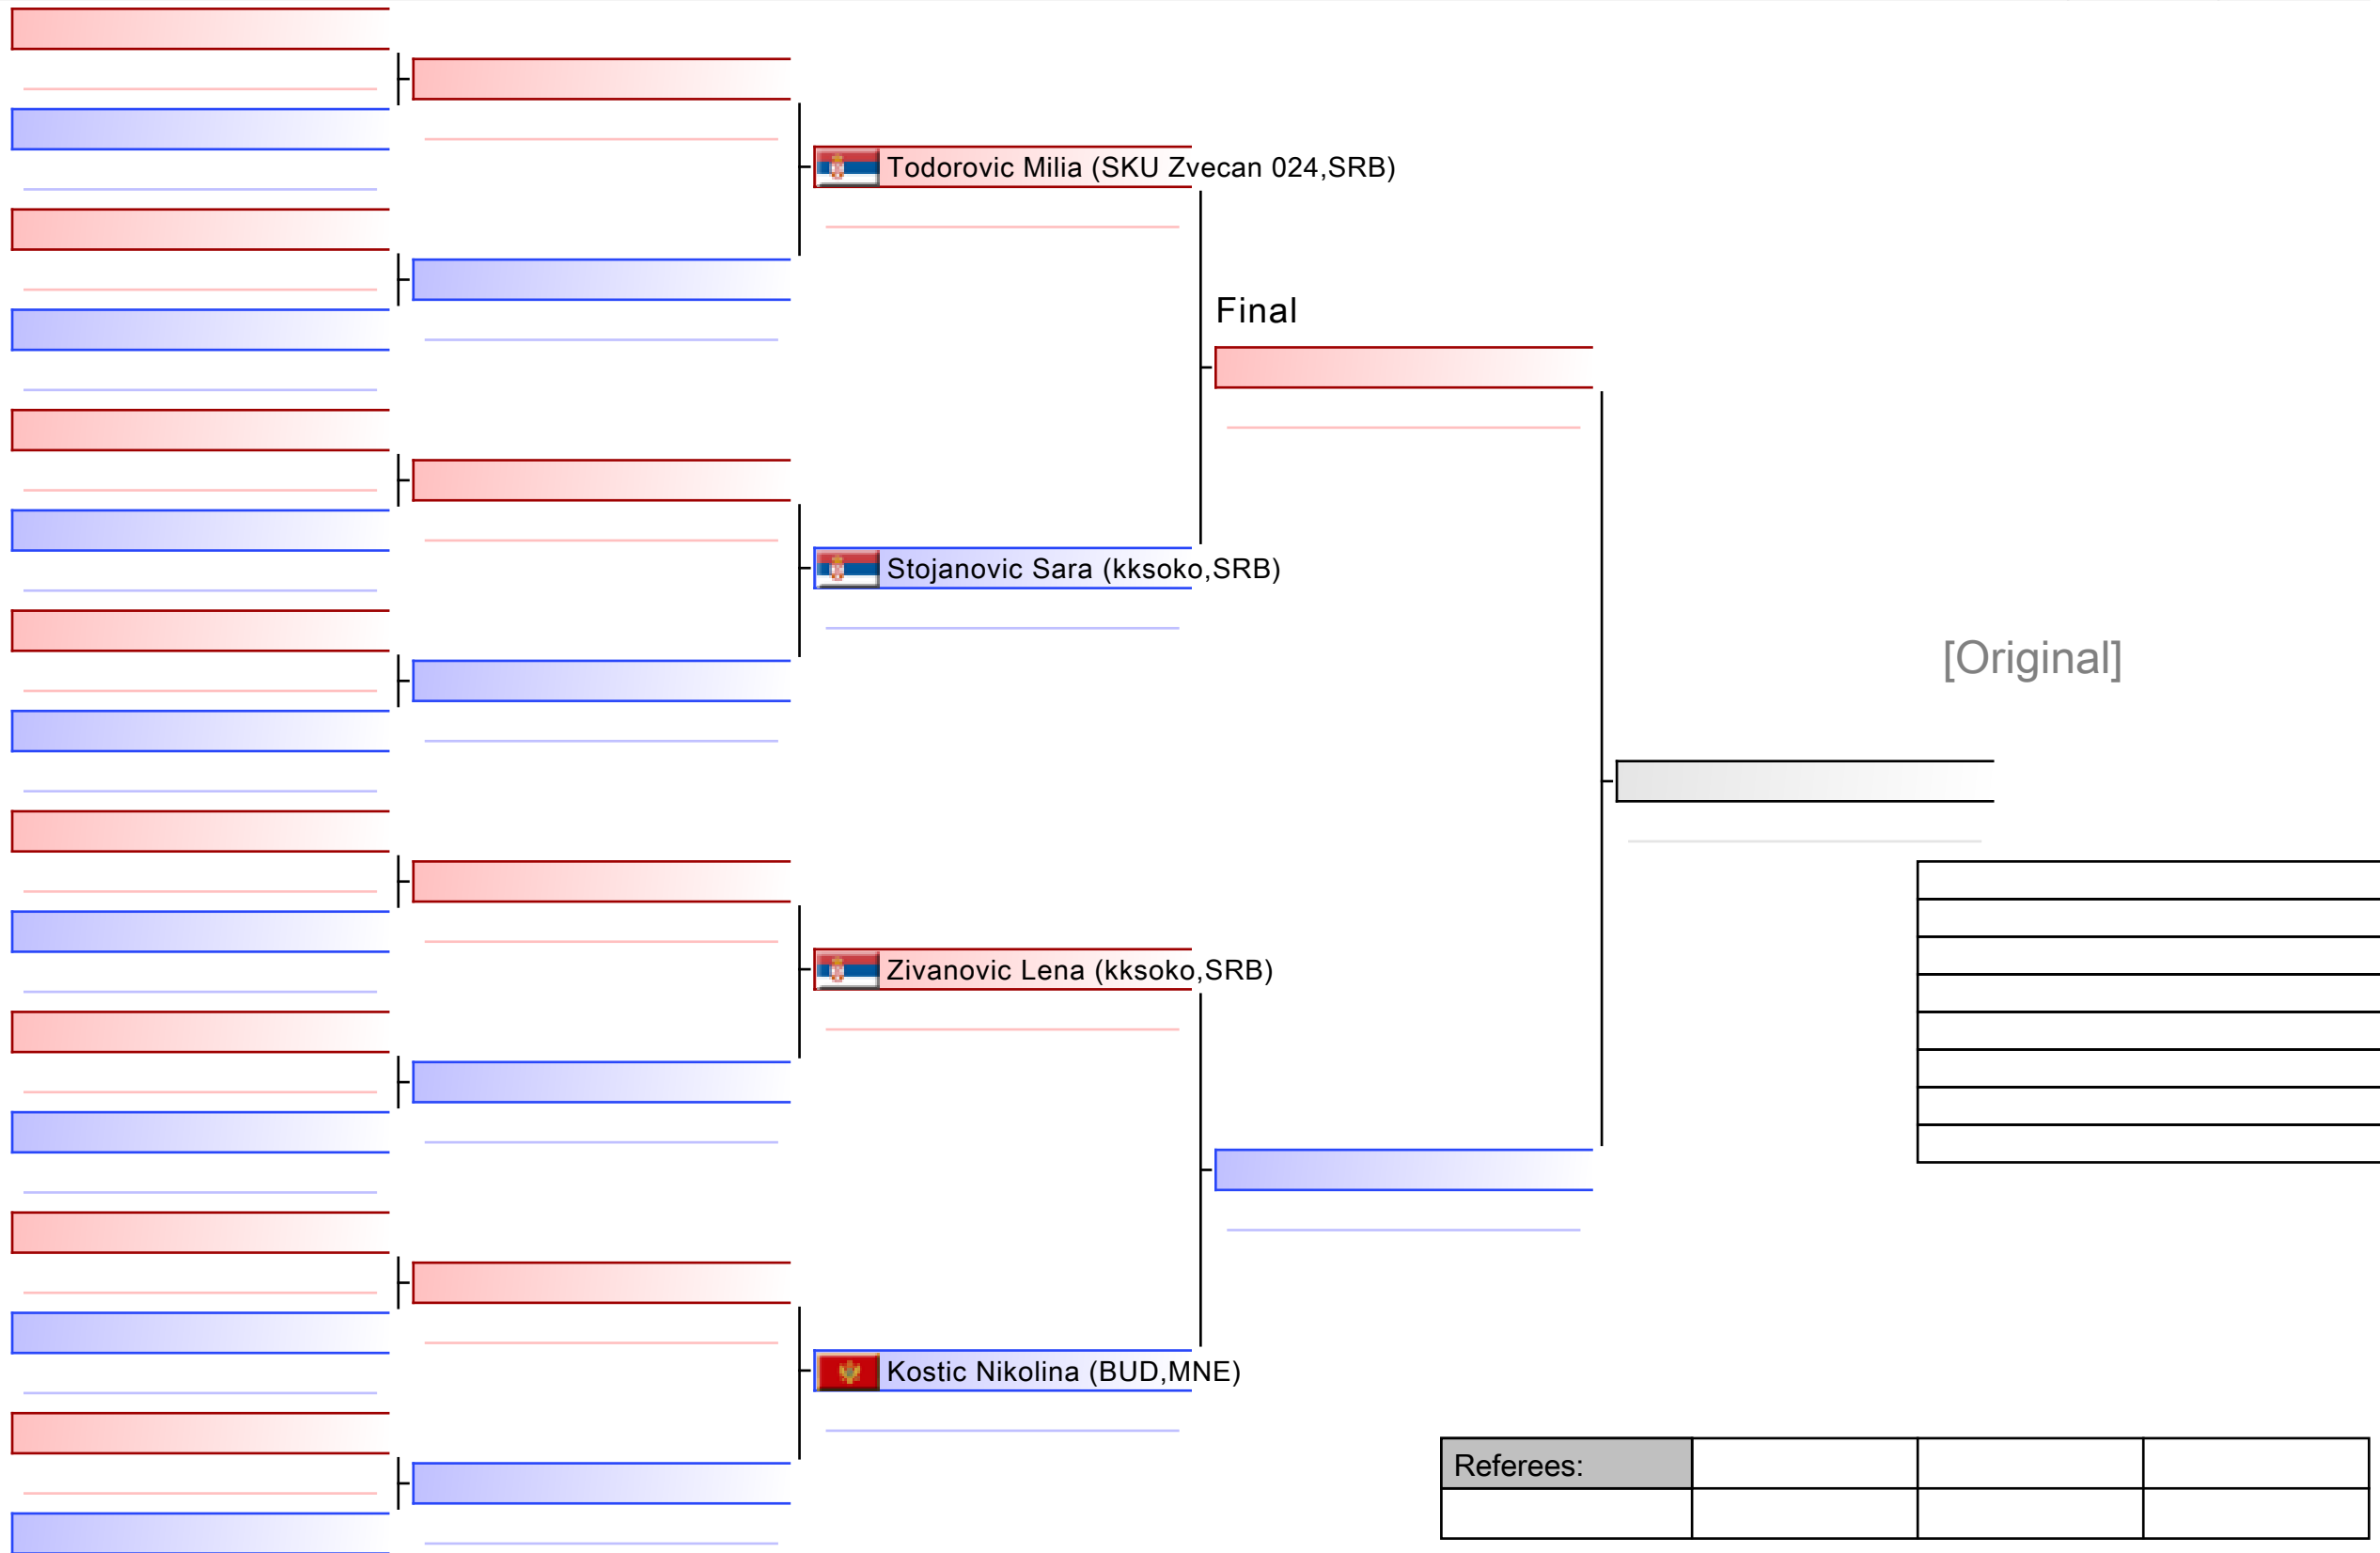 Todorovic Milia (SKU Zvecan 024,SRB)
Final
Stojanovic Sara (kksoko,SRB)
[Original]
Zivanovic Lena (kksoko,SRB)
Kostic Nikolina (BUD,MNE)
Referees: